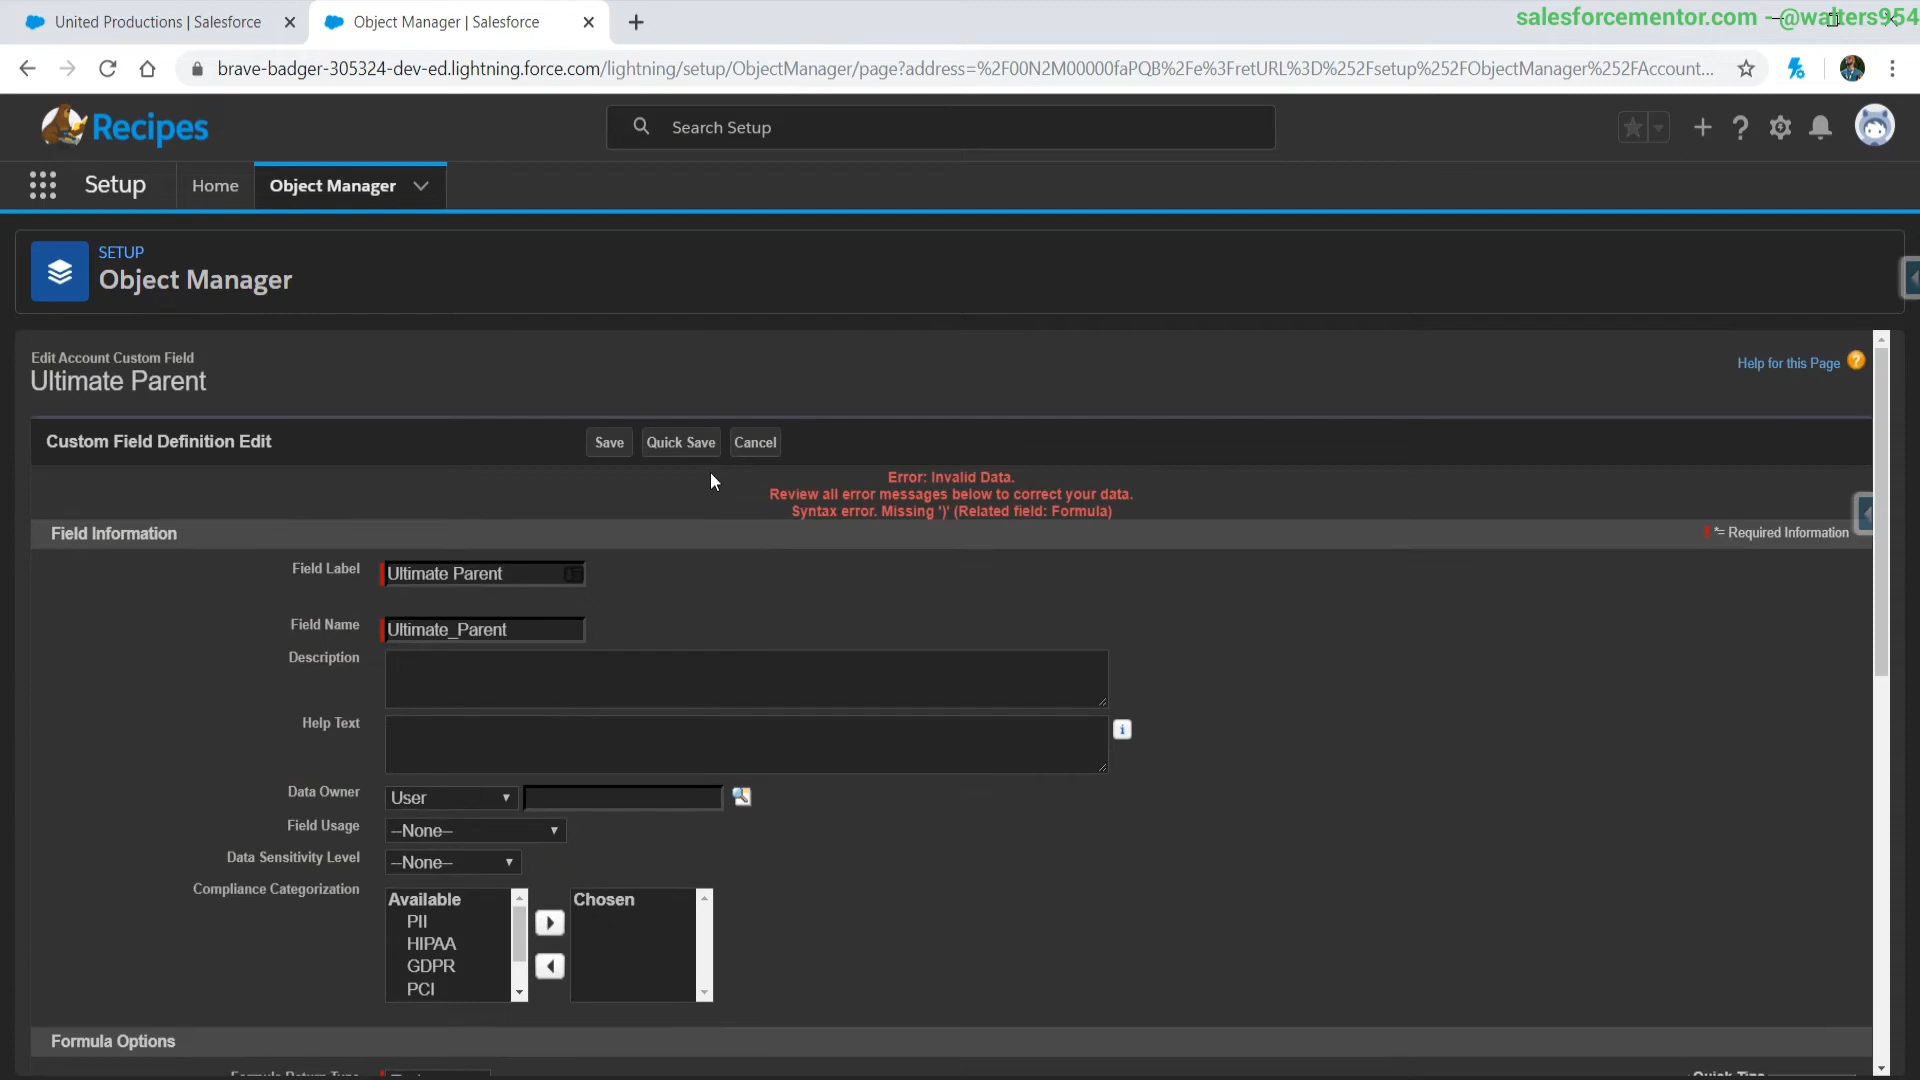 United Productions | Salesforce
Object Manager | Salesforce
salesforcementor.com - @walters954
brave-badger-305324-dev-ed.lightning.force.com/lightning/setup/ObjectManager/page?address=%2F00N2M00000faPQB%2Fe%3FretURL%3D%252Fsetup%252FObjectManager%252FAccount...
Recipes
Search Setup
Setup
Home
Object Manager
SETUP
Object Manager
Edit Account Custom Field
Ultimate Parent
Help for this Page
Custom Field Definition Edit
Save
Quick Save
Cancel
Error: Invalid Data.
Review all error messages below to correct your data.
Syntax error. Missing ')' (Related field: Formula)
Field Information
*= Required Information
Field Label
Ultimate Parent
Field Name
Ultimate_Parent
Description
Help Text
Data Owner
User
Field Usage
--None--
Data Sensitivity Level
--None--
Compliance Categorization
Available
Chosen
PII
HIPAA
GDPR
PCI
Formula Options